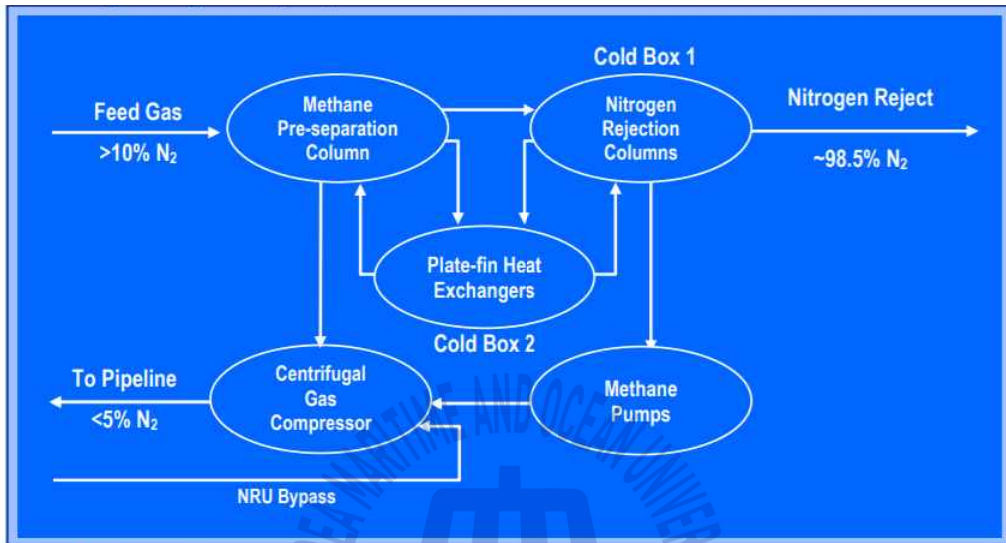 Cold Box 1
Feed Gas
>10% N₂
Methane
Pre-separation
Column
Nitrogen
Rejection
Columns
Nitrogen Reject
~98.5% N₂
Plate-fin Heat
Exchangers
Cold Box 2
To Pipeline
<5% N₂
Centrifugal
Gas
Compressor
Methane
Pumps
NRU Bypass